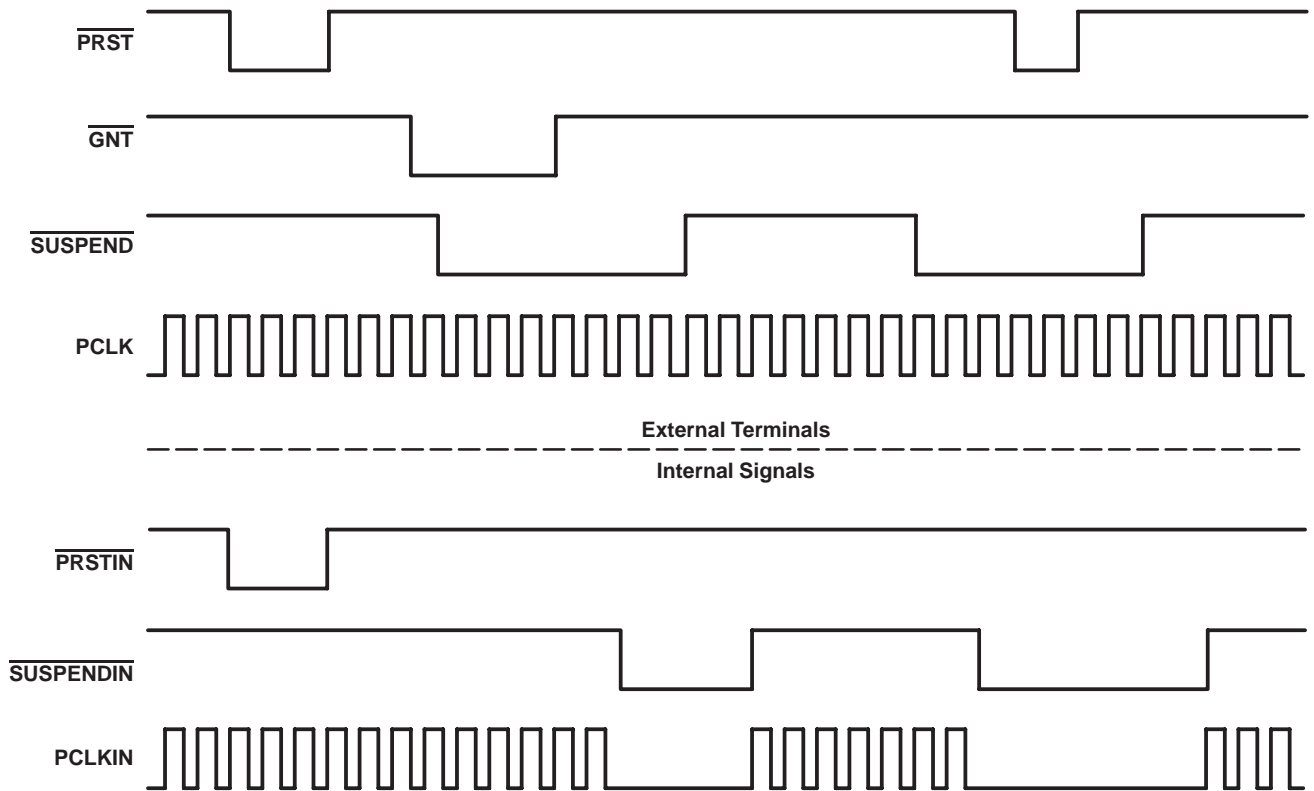 PRST
GNT
SUSPEND
PCLK
External Terminals
Internal Signals
PRSTIN
SUSPENDIN
PCLKIN